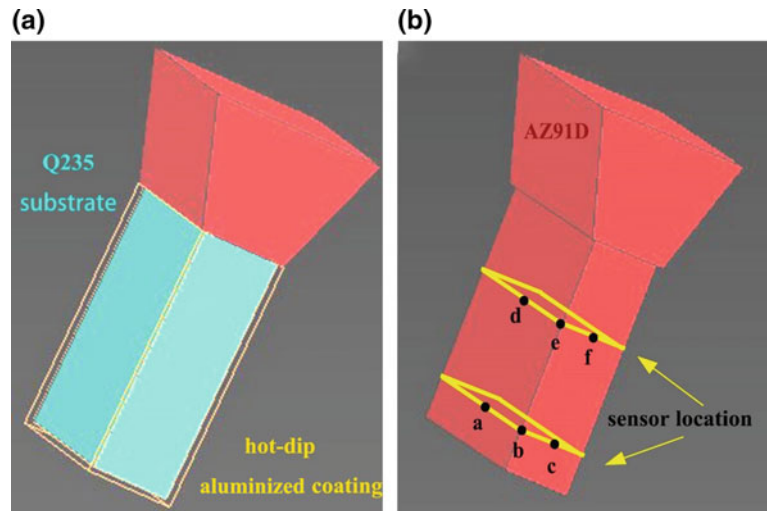 (a)
Q235
substrate
hot-dip
aluminized coating
(b)
AZ91D
d
e
f
a
b
c
sensor location